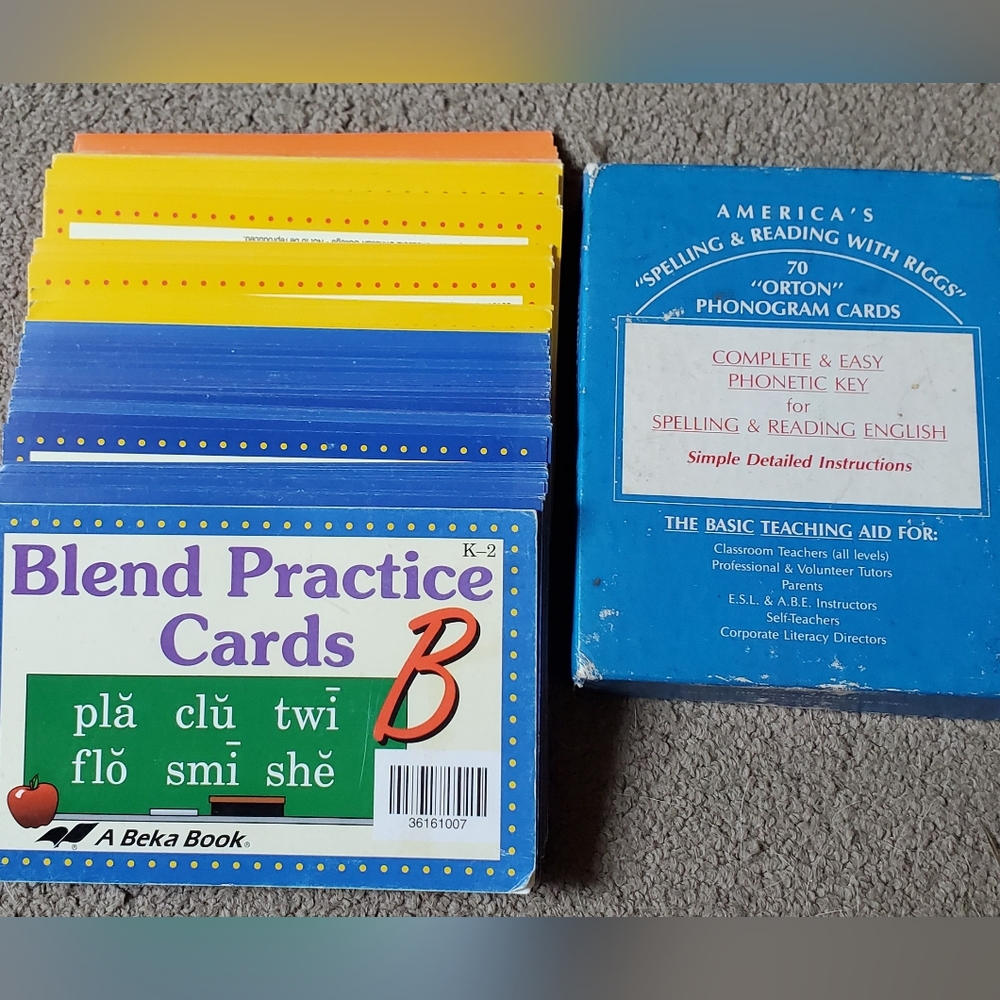 Blend Practice
Cards
K–2
B
plă clŭ twī
flŏ smī shĕ
36161007
A Beka Book®
AMERICA'S
"SPELLING & READING WITH RIGGS"
70
"ORTON"
PHONOGRAM CARDS
COMPLETE & EASY
PHONETIC KEY
for
SPELLING & READING ENGLISH
Simple Detailed Instructions
THE BASIC TEACHING AID FOR:
Classroom Teachers (all levels)
Professional & Volunteer Tutors
Parents
E.S.L. & A.B.E. Instructors
Self-Teachers
Corporate Literacy Directors